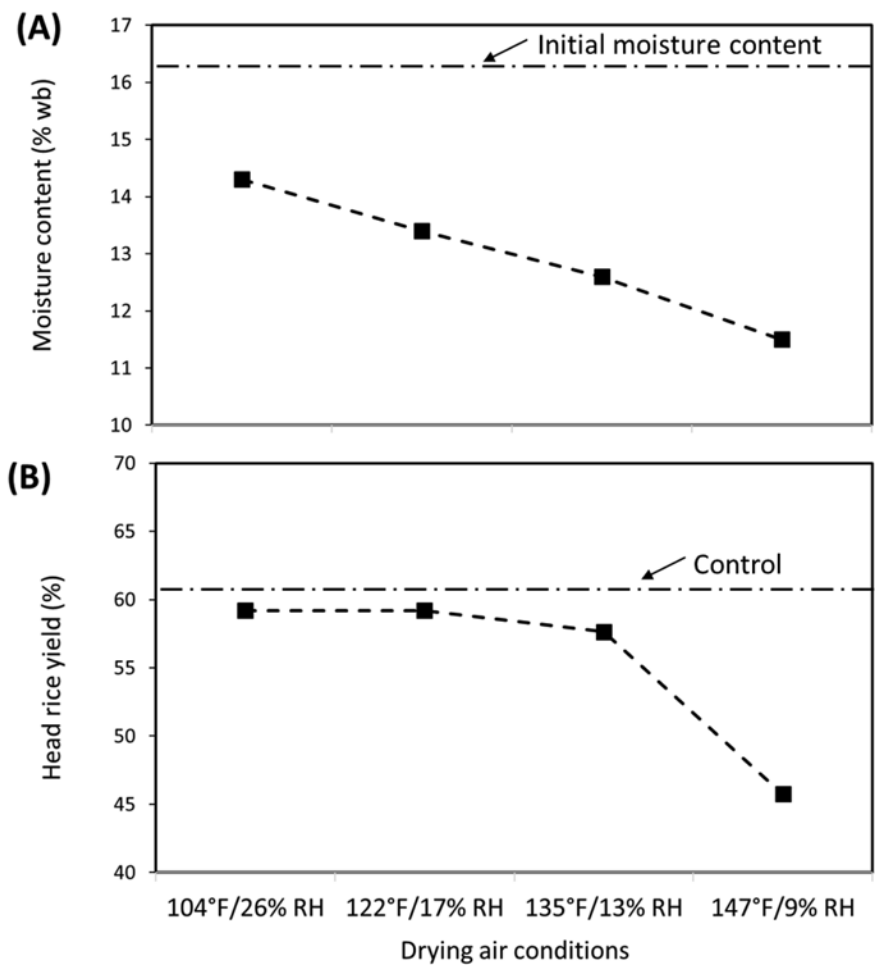 (A)
Moisture content (% wb)
17
16
15
14
13
12
11
10
Initial moisture content
(B)
Head rice yield (%)
70
65
60
55
50
45
40
Control
104°F/26% RH 122°F/17% RH 135°F/13% RH 147°F/9% RH
Drying air conditions